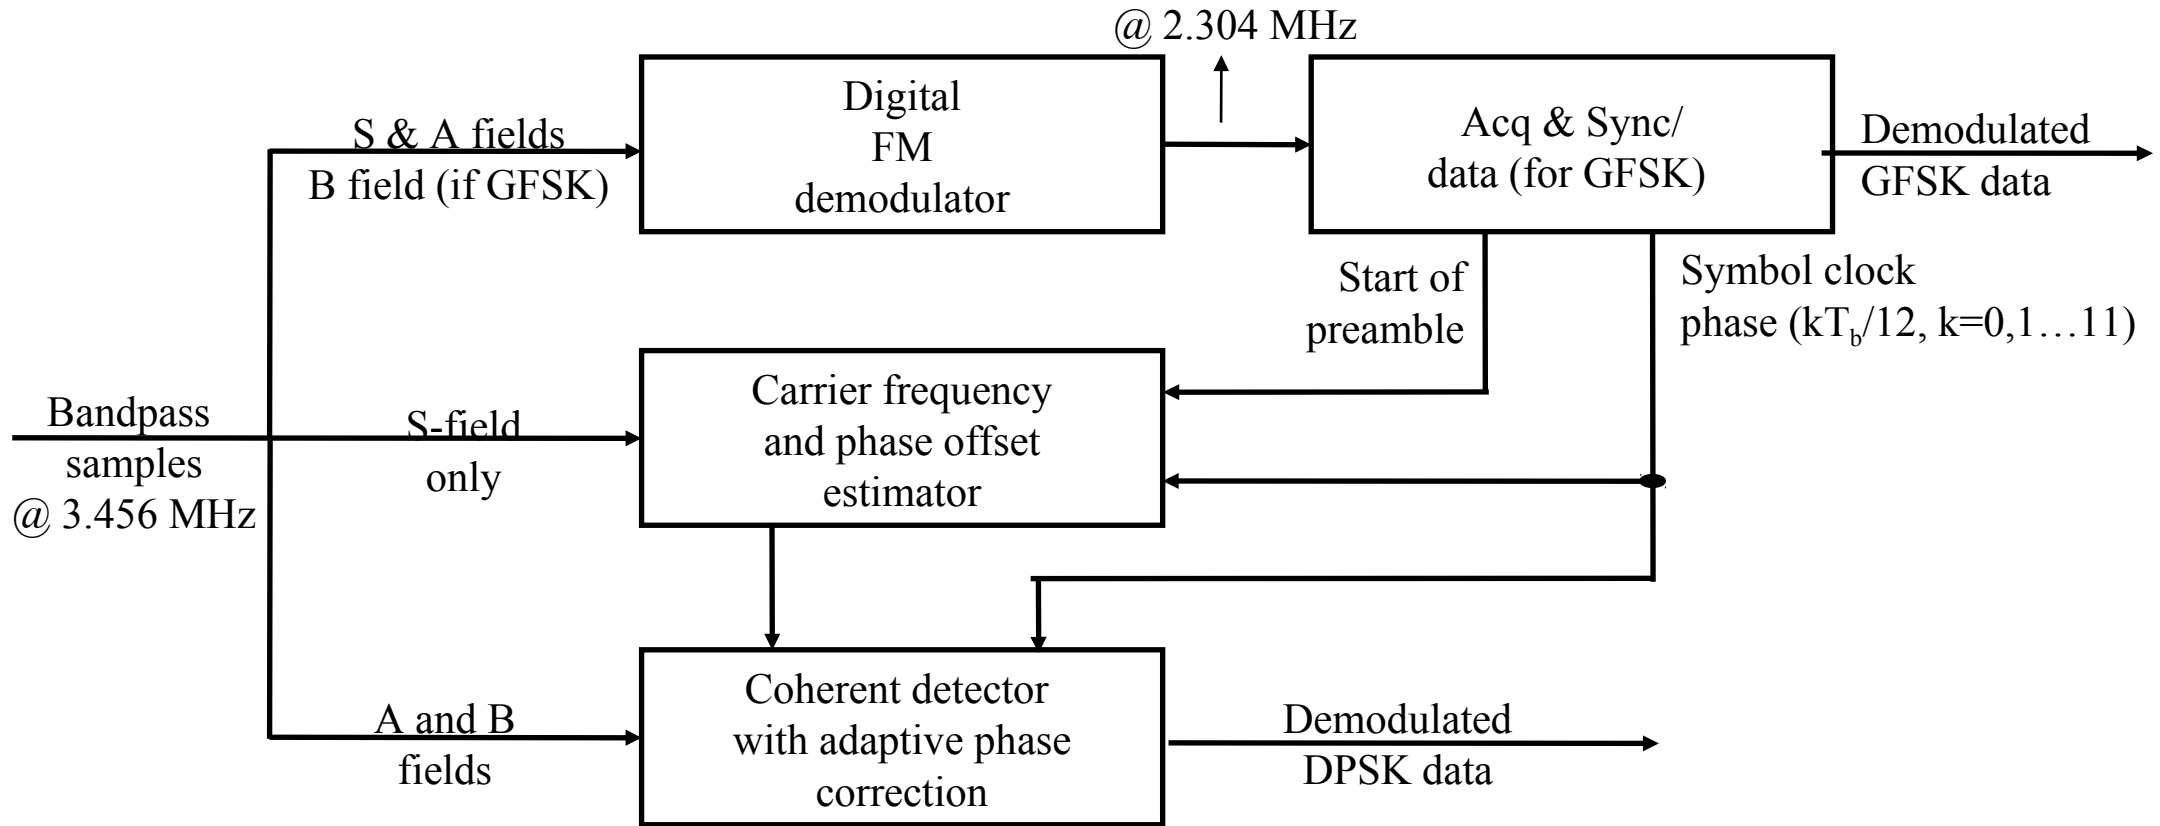 @ 2.304 MHz
Digital
FM
demodulator
Acq & Sync/
data (for GFSK)
S & A fields
B field (if GFSK)
Demodulated
GFSK data
Start of
preamble
Symbol clock
phase (kTb/12, k=0,1…11)
Bandpass
samples
@ 3.456 MHz
S-field
only
Carrier frequency
and phase offset
estimator
A and B
fields
Coherent detector
with adaptive phase
correction
Demodulated
DPSK data